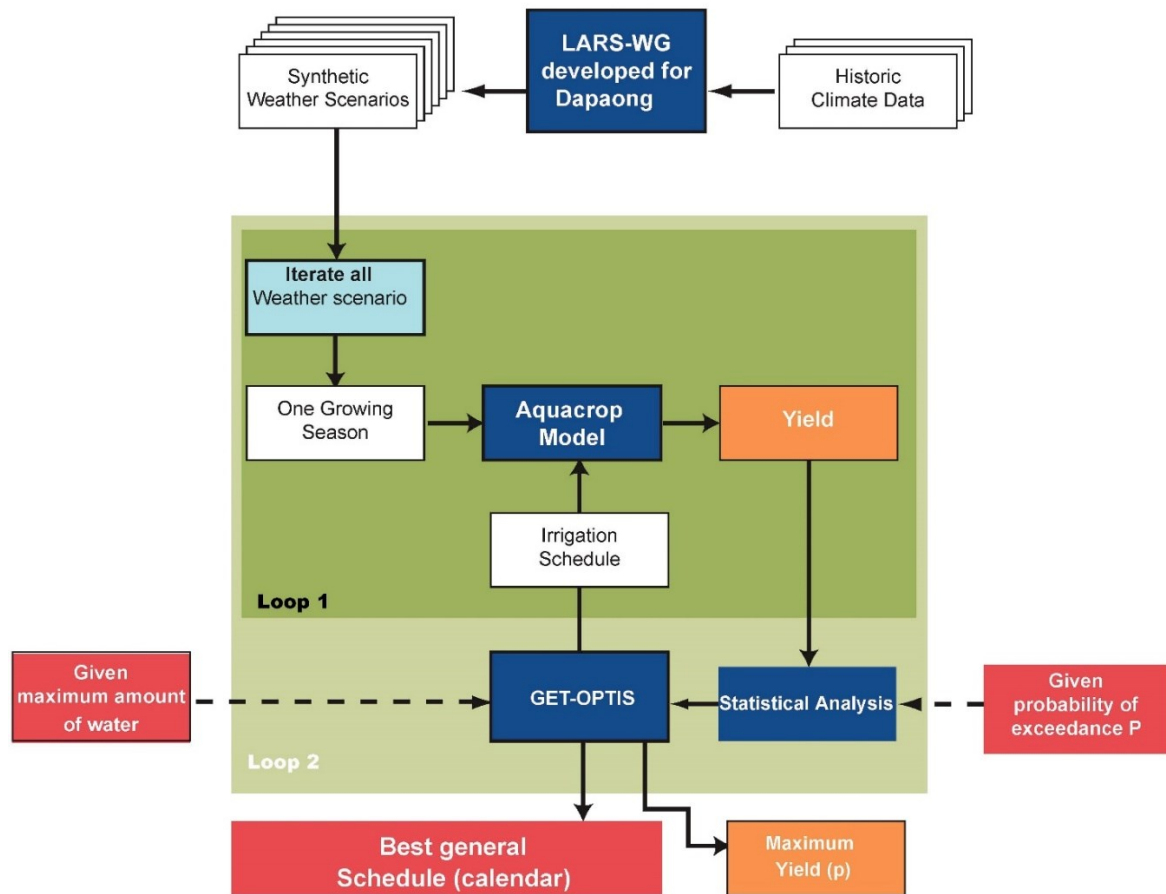 Synthetic
Weather Scenarios
LARS-WG
developed for
Dapaong
Historic
Climate Data
Iterate all
Weather scenario
One Growing
Season
Aquacrop
Model
Yield
Irrigation
Schedule
Loop 1
Given
maximum amount
of water
GET-OPTIS
Statistical Analysis
Given
probability of
exceedance P
Loop 2
Best general
Schedule (calendar)
Maximum
Yield (p)